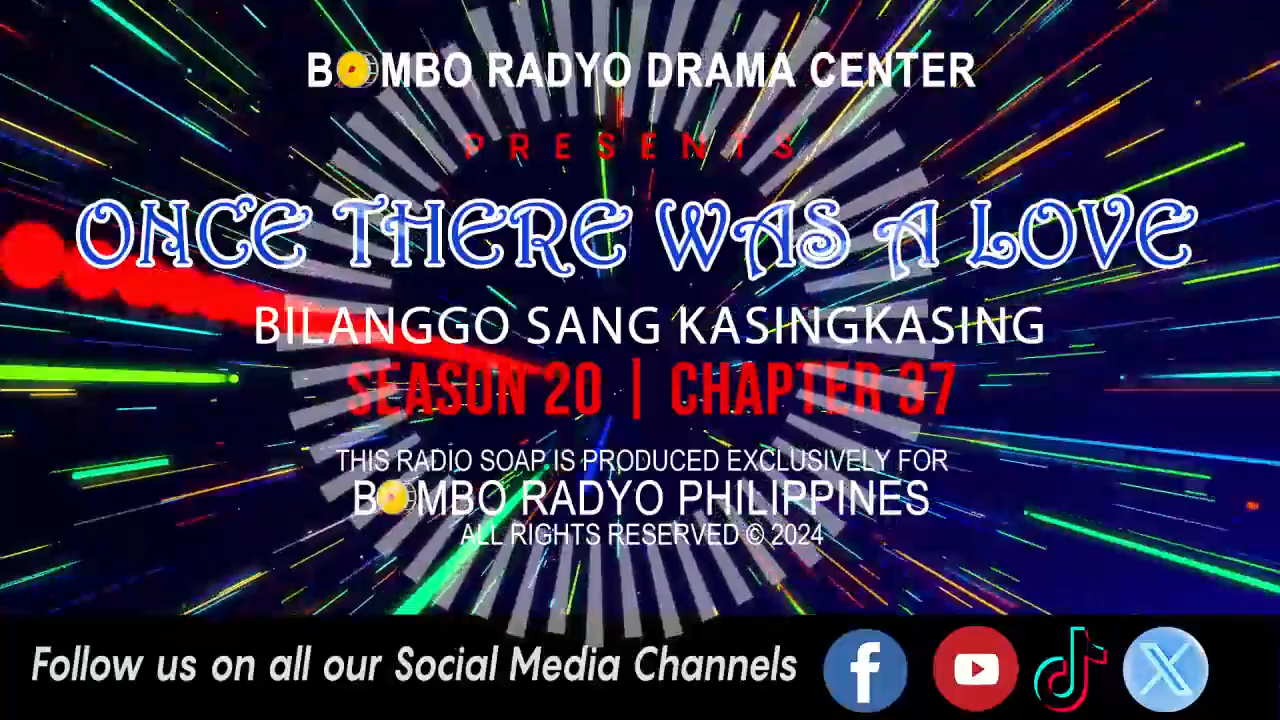 BOMBO RADYO DRAMA CENTER
PRESENTS
ONCE THERE WAS A LOVE
BILANGGO SANG KASINGKASING
SEASON 20 | CHAPTER 37
THIS RADIO SOAP IS PRODUCED EXCLUSIVELY FOR
BOMBO RADYO PHILIPPINES
ALL RIGHTS RESERVED © 2024
Follow us on all our Social Media Channels